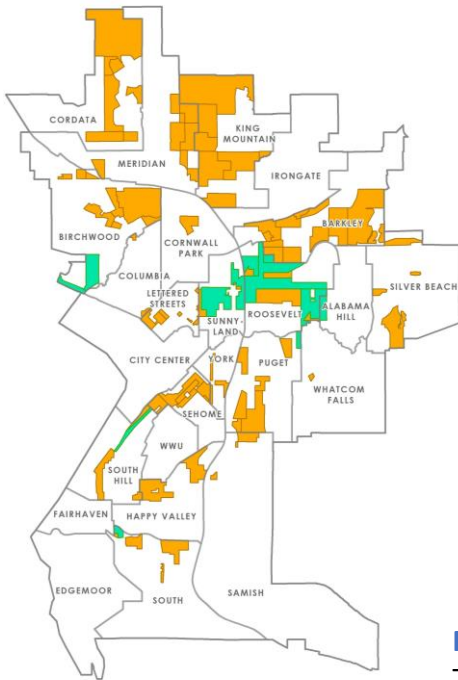 CORDATA
KING
MOUNTAIN
MERIDIAN
IRONGATE
BARKLEY
BIRCHWOOD
CORNWALL
PARK
COLUMBIA
LETTERED
STREETS
SUNNY-
LAND
ROOSEVELT
ALABAMA
HILL
SILVER BEACH
CITY CENTER
YORK
PUGET
WHATCOM
FALLS
SEHOME
WWU
SOUTH
HILL
FAIRHAVEN
HAPPY VALLEY
EDGEMOOR
SOUTH
SAMISH